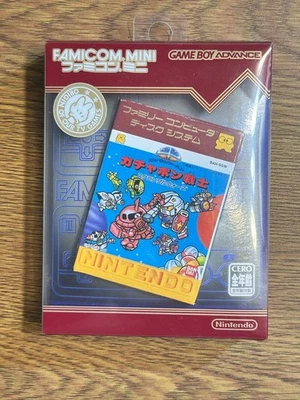 FAMICOM MINI
ファミコンミニ
GAME BOY ADVANCE
ファミリー コンピュータ
ディスク システム
ガチャポン戦士
NINTENDO
BANDAI
CERO
全年齢
Nintendo